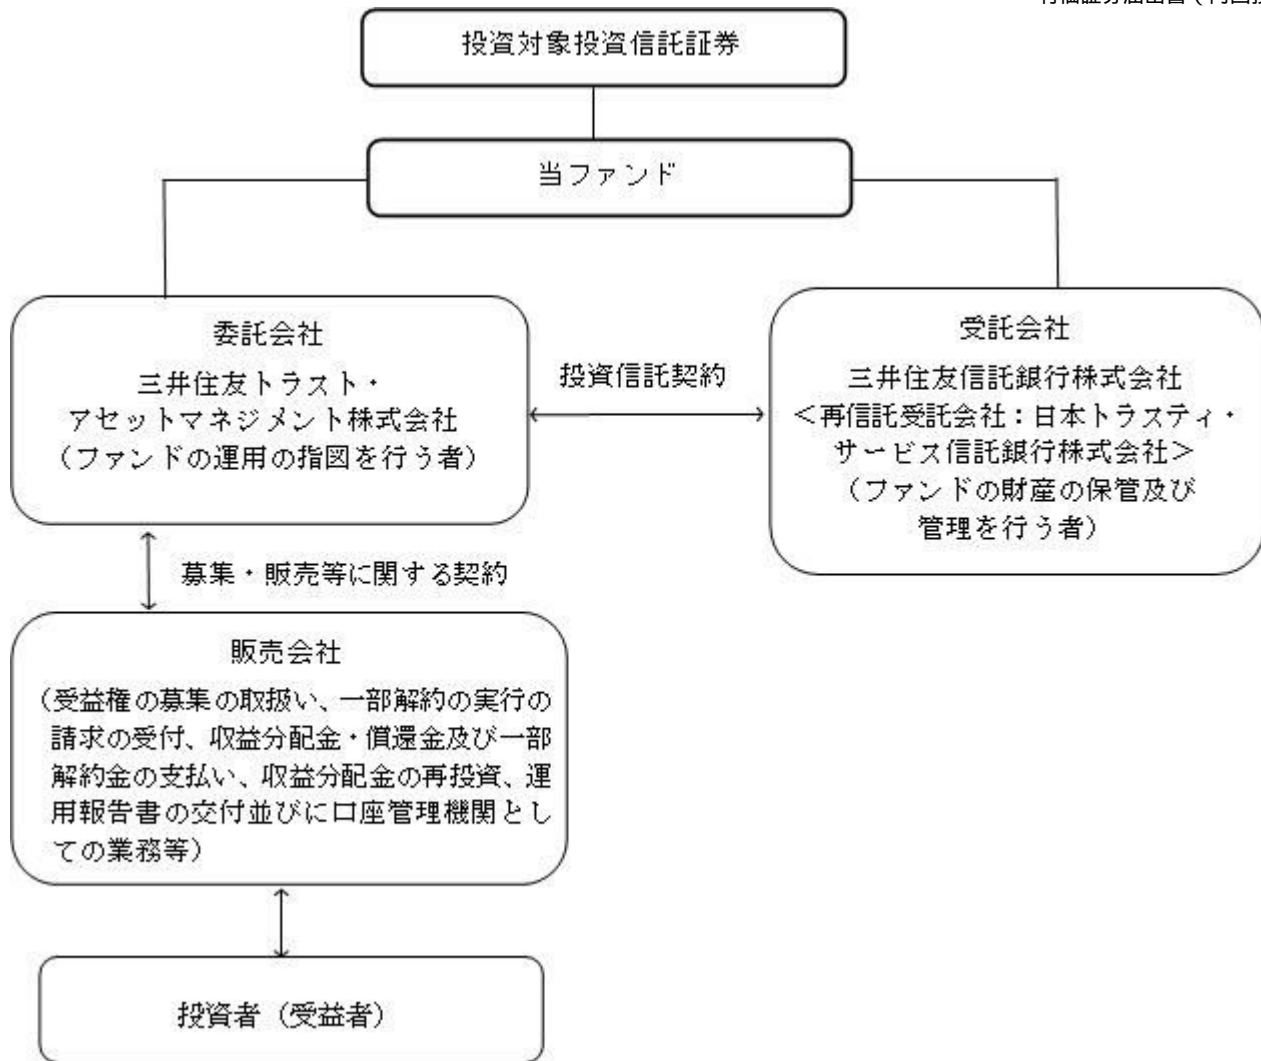 投資対象投資信託証券
当ファンド
委託会社
三井住友トラスト・
アセットマネジメント株式会社
（ファンドの運用の指図を行う者）
投資信託契約
受託会社
三井住友信託銀行株式会社
＜再信託受託会社：日本トラスティ・
サービス信託銀行株式会社＞
（ファンドの財産の保管及び
管理を行う者）
募集・販売等に関する契約
販売会社
（受益権の募集の取扱い、一部解約の実行の
請求の受付、収益分配金・償還金及び一部
解約金の支払い、収益分配金の再投資、運
用報告書の交付並びに口座管理機関とし
ての業務等）
投資者（受益者）